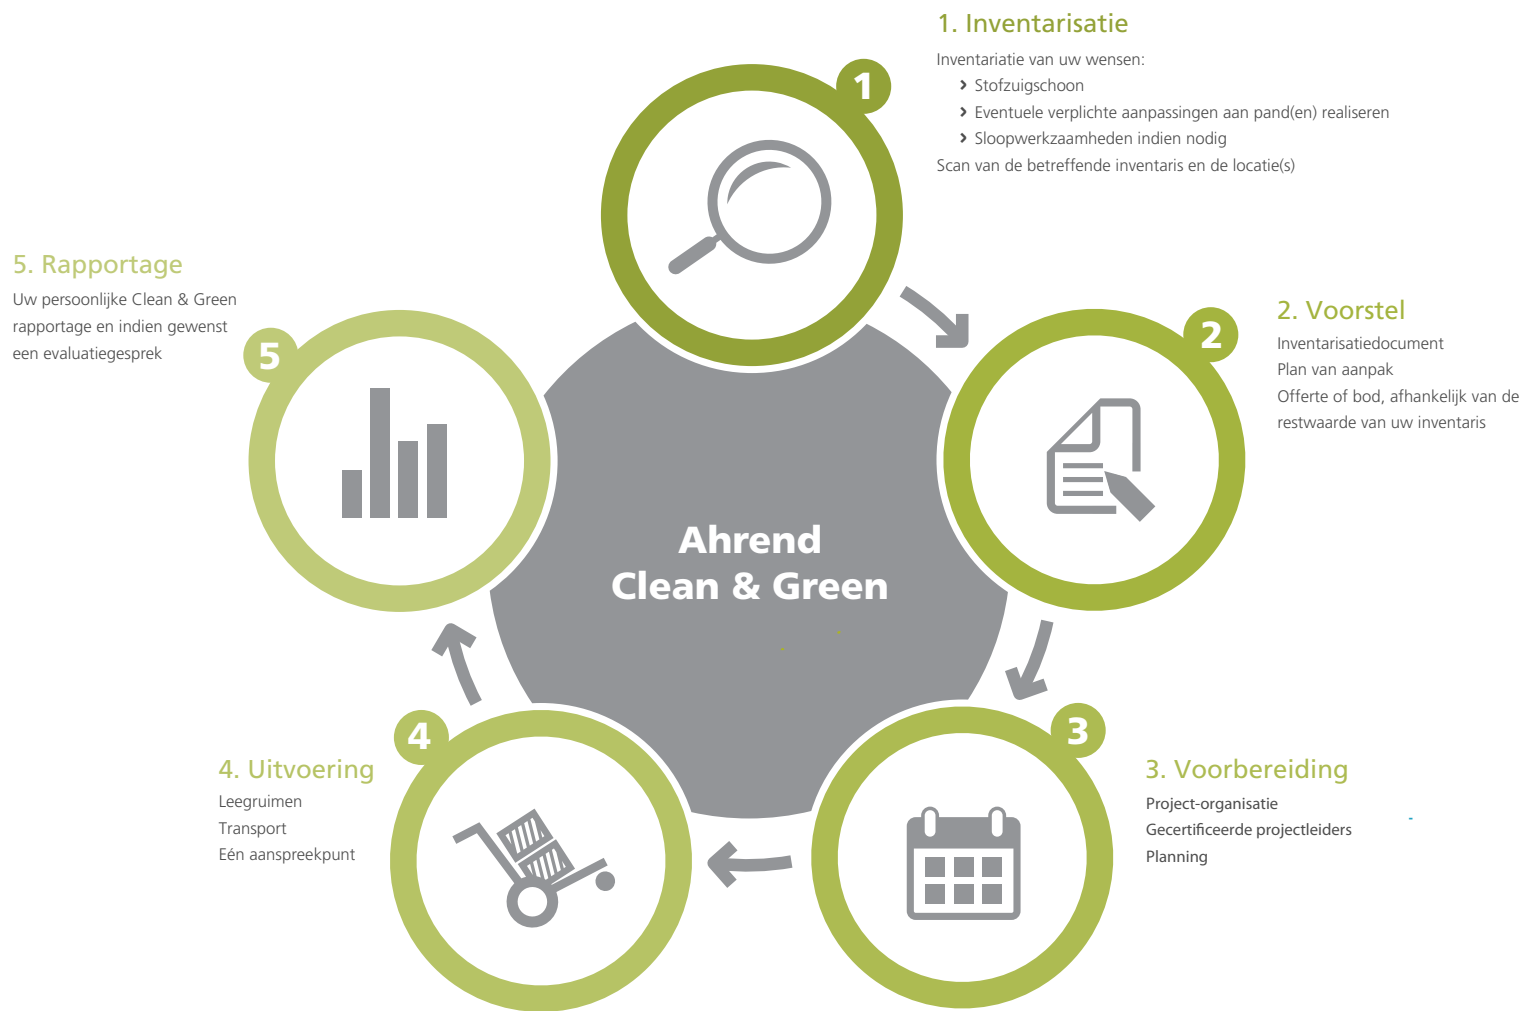 1. Inventarisatie
Inventariatie van uw wensen:
› Stofzuigschoon
› Eventuele verplichte aanpassingen aan pand(en) realiseren
› Sloopwerkzaamheden indien nodig
Scan van de betreffende inventaris en de locatie(s)
1
2. Voorstel
Inventarisatiedocument
Plan van aanpak
Offerte of bod, afhankelijk van de
restwaarde van uw inventaris
2
3. Voorbereiding
Project-organisatie
Gecertificeerde projectleiders
Planning
3
4. Uitvoering
Leegruimen
Transport
Eén aanspreekpunt
4
5. Rapportage
Uw persoonlijke Clean & Green
rapportage en indien gewenst
een evaluatiegesprek
5
Ahrend
Clean & Green